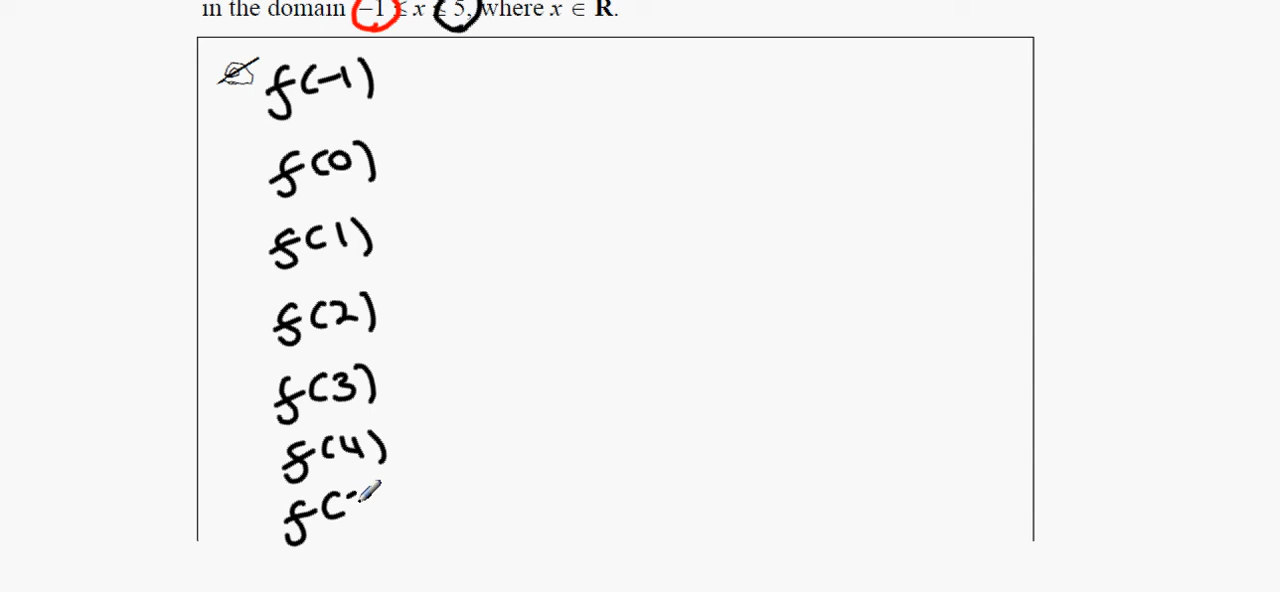 in the domain −1 ≤ x ≤ 5, where x ∈ R.
f(-1)
f(0)
f(1)
f(2)
f(3)
f(4)
f(